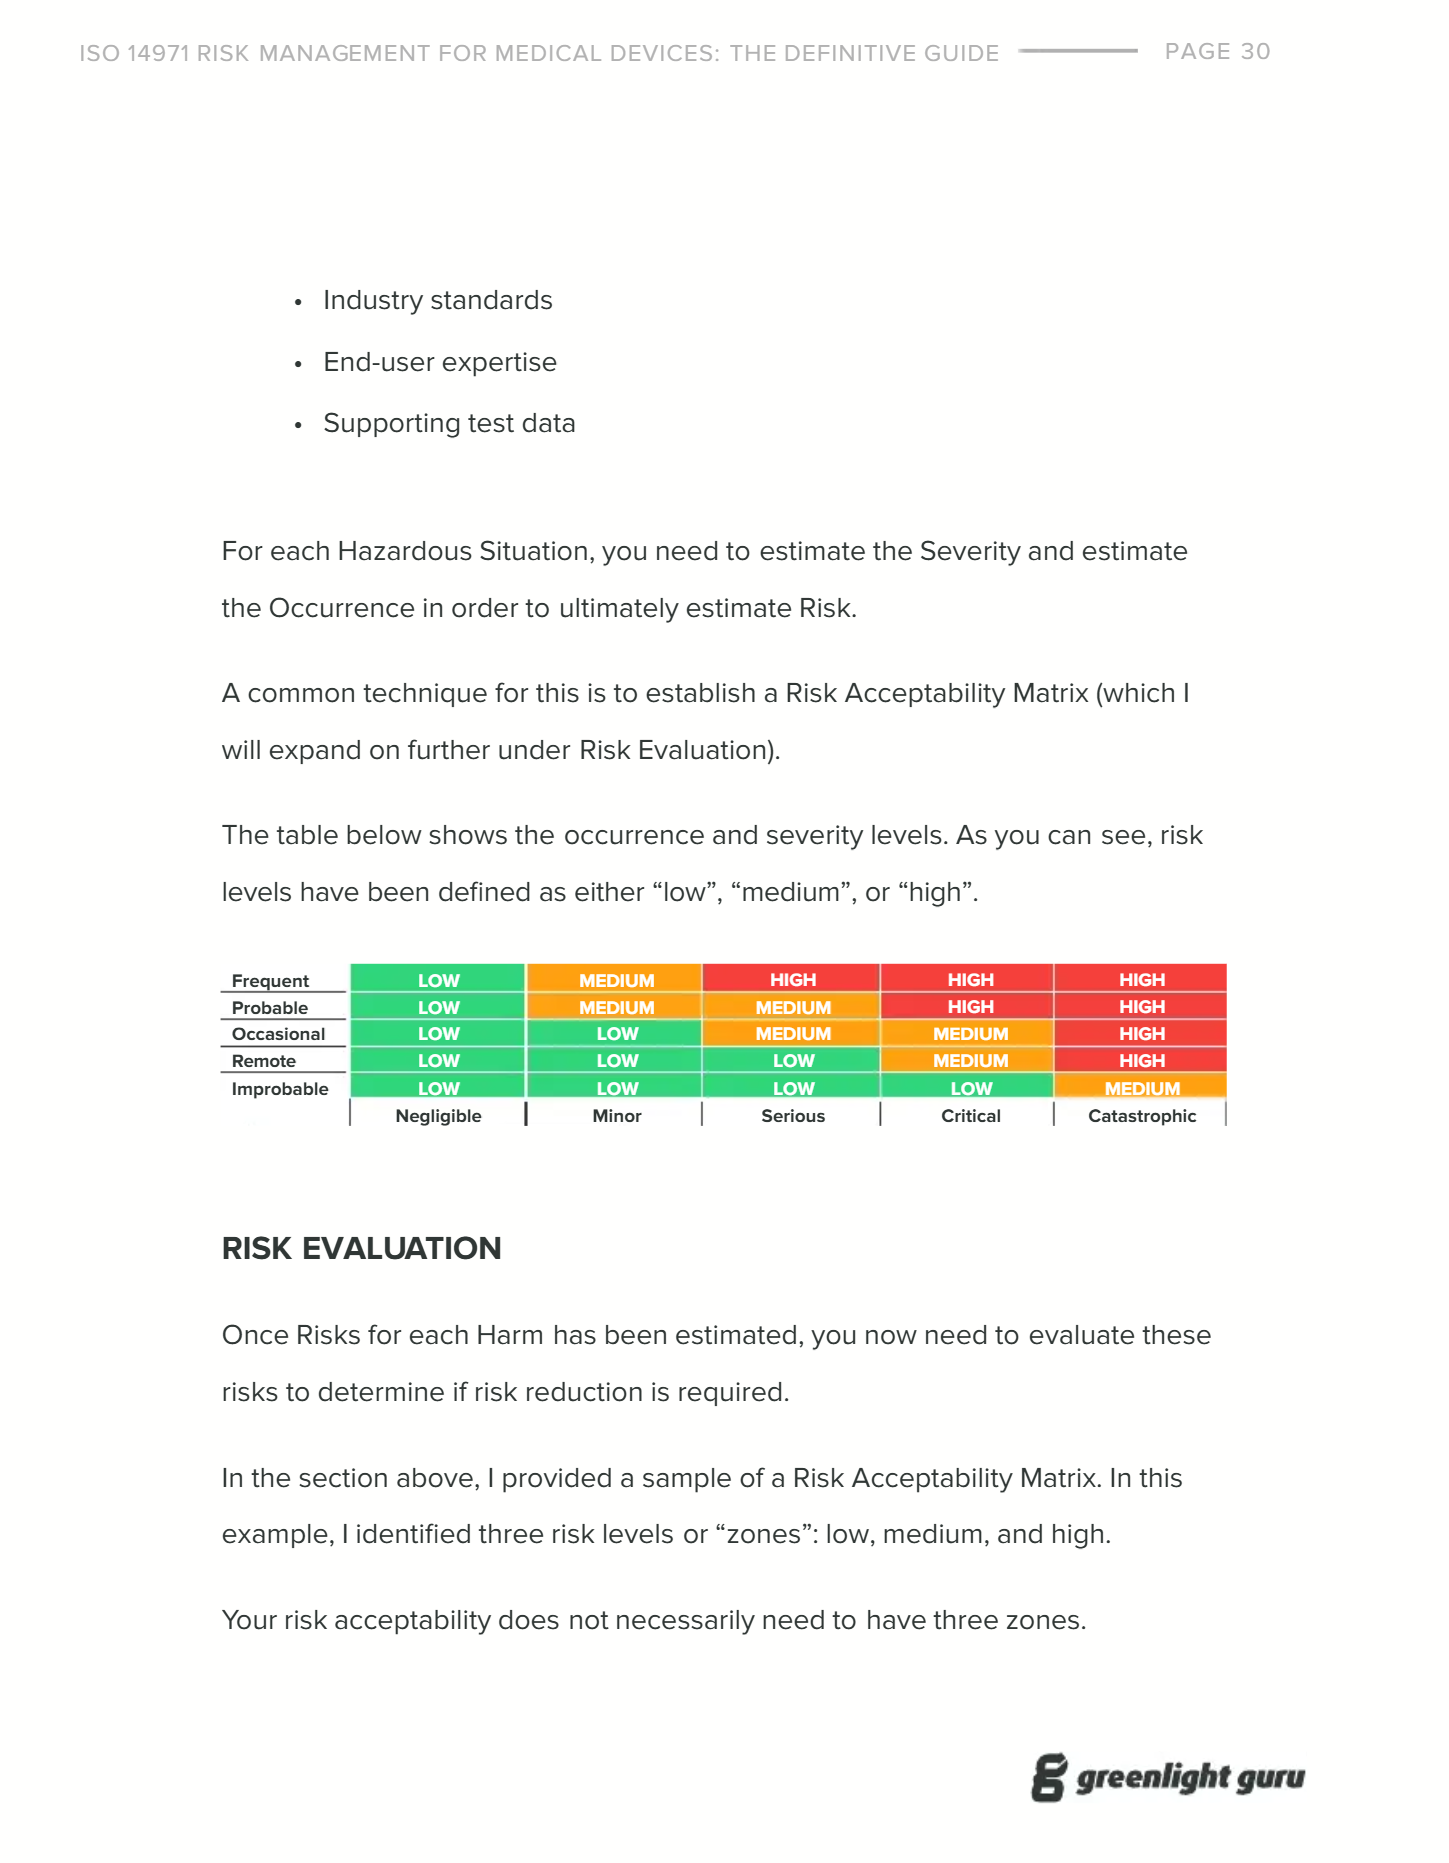 ISO 14971 RISK MANAGEMENT FOR MEDICAL DEVICES: THE DEFINITIVE GUIDE PAGE 30
• Industry standards
• End-user expertise
• Supporting test data
For each Hazardous Situation, you need to estimate the Severity and estimate
the Occurrence in order to ultimately estimate Risk.
A common technique for this is to establish a Risk Acceptability Matrix (which I
will expand on further under Risk Evaluation).
The table below shows the occurrence and severity levels. As you can see, risk
levels have been defined as either “low”, “medium”, or “high”.
Frequent LOW MEDIUM HIGH HIGH HIGH
Probable LOW MEDIUM MEDIUM HIGH HIGH
Occasional LOW LOW MEDIUM MEDIUM HIGH
Remote LOW LOW LOW MEDIUM HIGH
Improbable LOW LOW LOW LOW MEDIUM
Negligible Minor Serious Critical Catastrophic
RISK EVALUATION
Once Risks for each Harm has been estimated, you now need to evaluate these
risks to determine if risk reduction is required.
In the section above, I provided a sample of a Risk Acceptability Matrix. In this
example, I identified three risk levels or “zones”: low, medium, and high.
Your risk acceptability does not necessarily need to have three zones.
greenlight guru